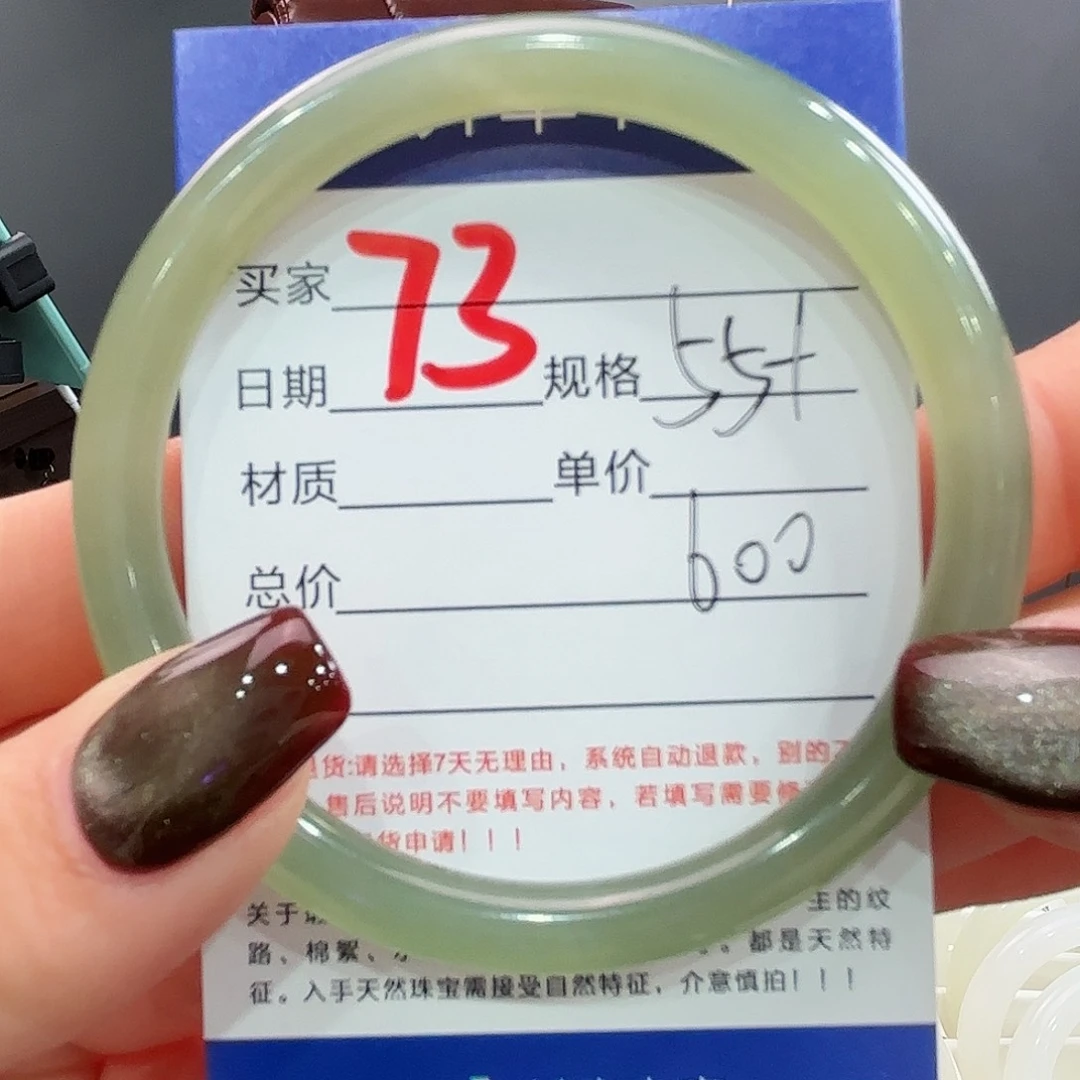 买家 73
日期 规格 55+
材质 单价
总价 600
货:请选择7天无理由，系统自动退款，别的
售后说明不要填写内容，若填写需要修
货申请！！！
关于 的纹
路、棉絮、 。都是天然特
征。入手天然珠宝需接受自然特征，介意慎拍！！！